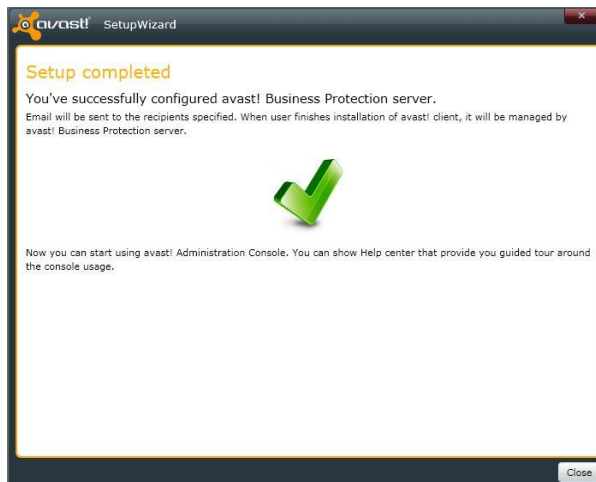 avast! SetupWizard
Setup completed
You've successfully configured avast! Business Protection server.
Email will be sent to the recipients specified. When user finishes installation of avast! client, it will be managed by
avast! Business Protection server.
Now you can start using avast! Administration Console. You can show Help center that provide you guided tour around
the console usage.
Close